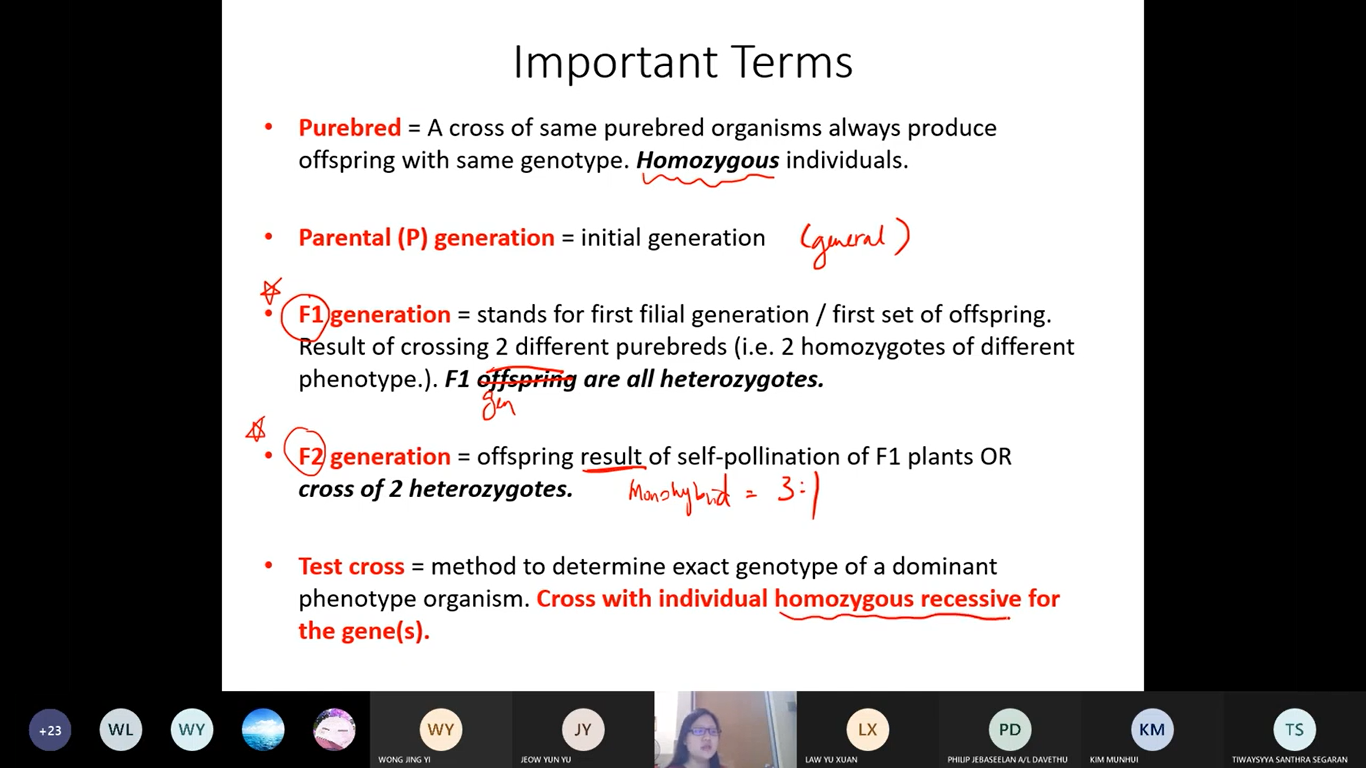 Important Terms
• Purebred = A cross of same purebred organisms always produce
offspring with same genotype. Homozygous individuals.
• Parental (P) generation = initial generation (general)
• F1 generation = stands for first filial generation / first set of offspring.
Result of crossing 2 different purebreds (i.e. 2 homozygotes of different
phenotype.). F1 offspring are all heterozygotes.
gen
• F2 generation = offspring result of self-pollination of F1 plants OR
cross of 2 heterozygotes. Monohybrid = 3:1
• Test cross = method to determine exact genotype of a dominant
phenotype organism. Cross with individual homozygous recessive for
the gene(s).
+23 WL WY WY JY LX PD KM TS
WONG JING YI JEOW YUN YU LAW YU XUAN PHILIP JEBASEELAN A/L DAVETHU KIM MUNHUI TIWAYSYYA SANTHRA SEGARAN